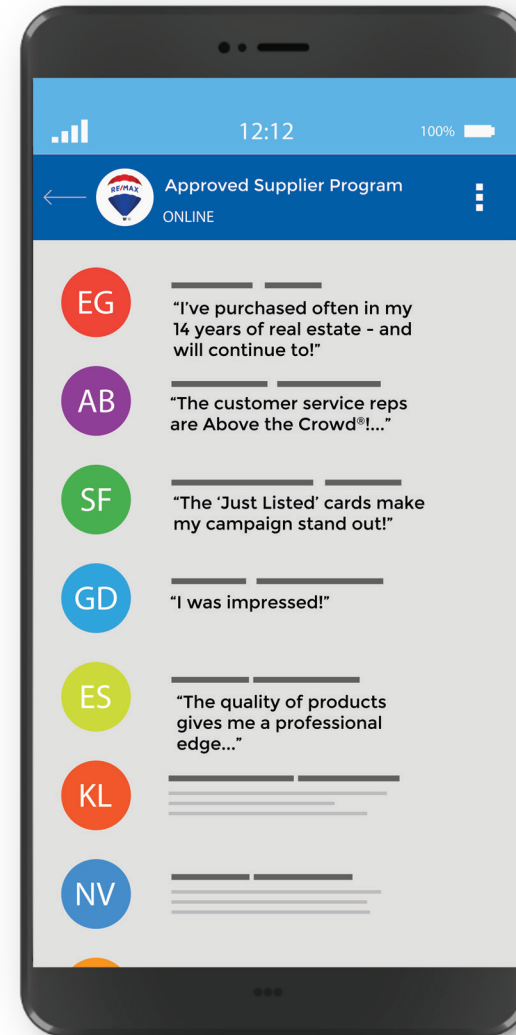 12:12
100%
RE/MAX
Approved Supplier Program
ONLINE
EG
“I’ve purchased often in my
14 years of real estate - and
will continue to!”
AB
“The customer service reps
are Above the Crowd®!...”
SF
“The ‘Just Listed’ cards make
my campaign stand out!”
GD
“I was impressed!”
ES
“The quality of products
gives me a professional
edge...”
KL
NV